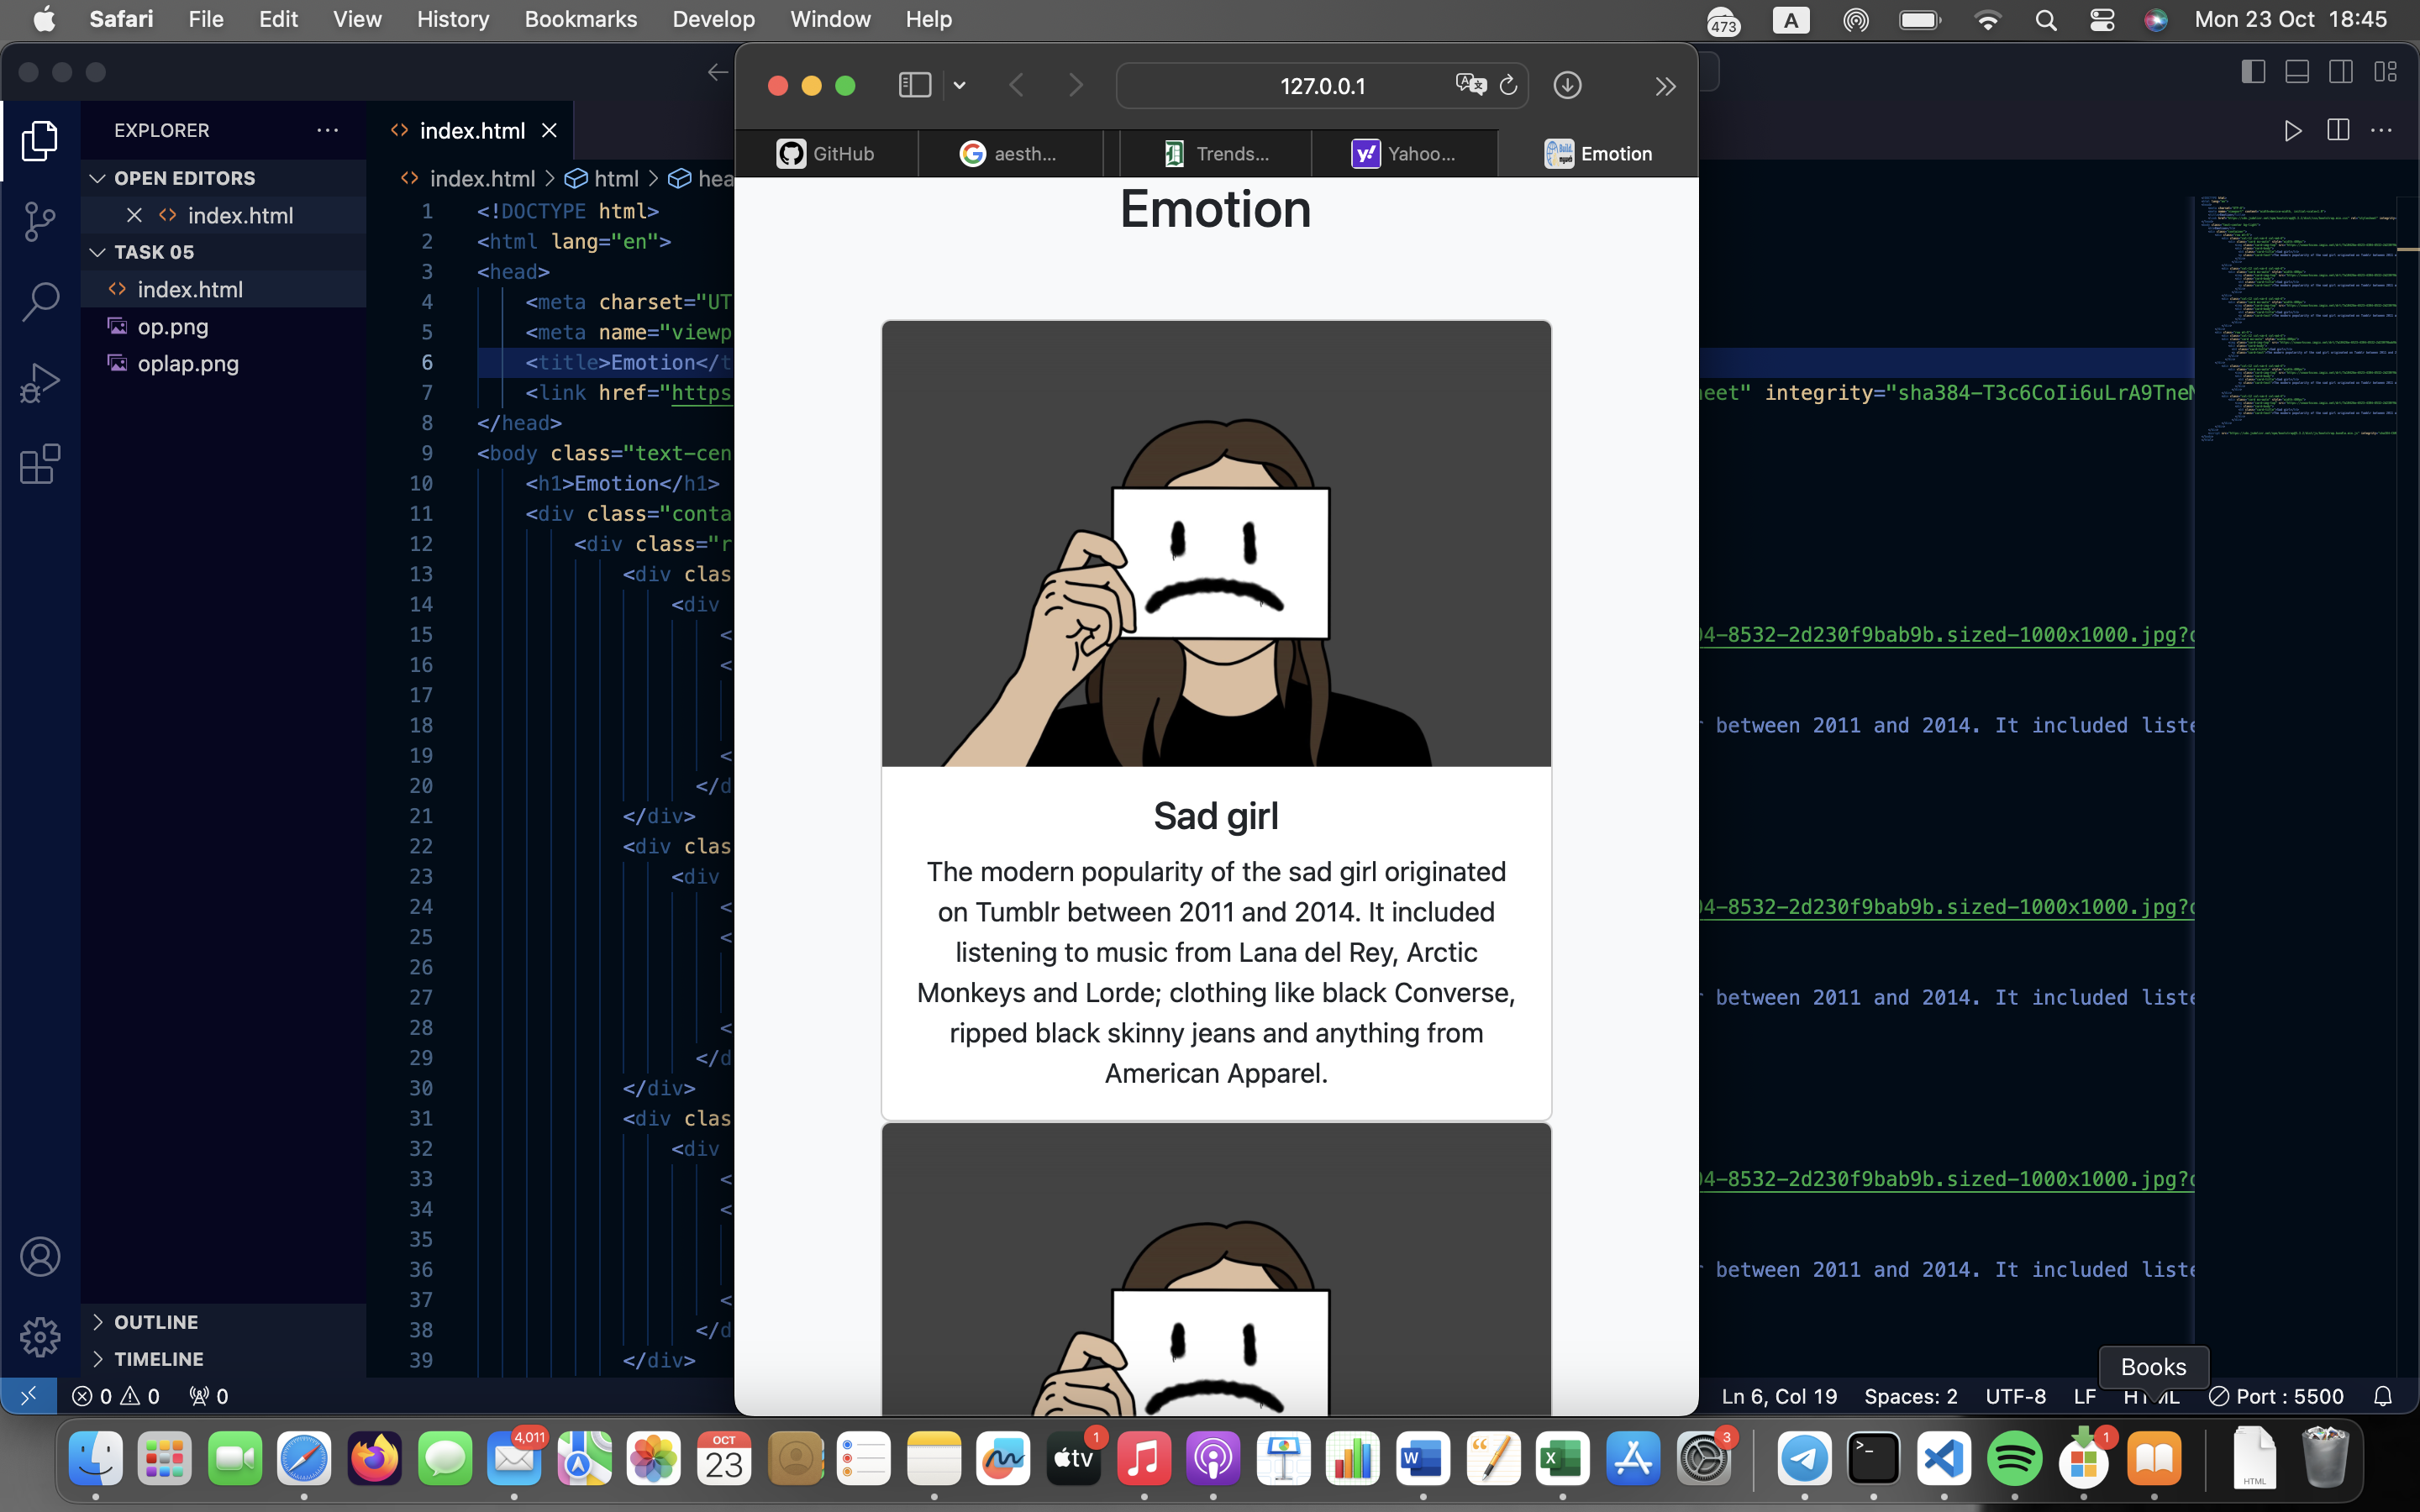 Safari File Edit View History Bookmarks Develop Window Help
473 A Mon 23 Oct 18:45
EXPLORER
OPEN EDITORS
index.html
TASK 05
index.html
op.png
oplap.png
OUTLINE
TIMELINE
index.html
index.html > html > hea
1 <!DOCTYPE html>
2 <html lang="en">
3 <head>
4 <meta charset="UT
5 <meta name="viewp
6 <title>Emotion</t
7 <link href="https
8 </head>
9 <body class="text-cen
10 <h1>Emotion</h1>
11 <div class="conta
12 <div class="r
13 <div clas
14 <div
15 <
16 <
17
18
19 <
20 </d
21 </div>
22 <div clas
23 <div
24 <
25 <
26
27
28 <
29 </d
30 </div>
31 <div clas
32 <div
33 <
34 <
35
36
37 <
38 </d
39 </div>
127.0.0.1
GitHub
aesth...
Trends...
Yahoo...
Emotion
Emotion
Sad girl
The modern popularity of the sad girl originated
on Tumblr between 2011 and 2014. It included
listening to music from Lana del Rey, Arctic
Monkeys and Lorde; clothing like black Converse,
ripped black skinny jeans and anything from
American Apparel.
eet" integrity="sha384-T3c6CoIi6uLrA9TneN
04-8532-2d230f9bab9b.sized-1000x1000.jpg?
between 2011 and 2014. It included liste
04-8532-2d230f9bab9b.sized-1000x1000.jpg?
between 2011 and 2014. It included liste
04-8532-2d230f9bab9b.sized-1000x1000.jpg?
between 2011 and 2014. It included liste
Books
0 0 0
Ln 6, Col 19 Spaces: 2 UTF-8 LF HTML Port : 5500
4,011
OCT
23
tv
1
3
1
HTML